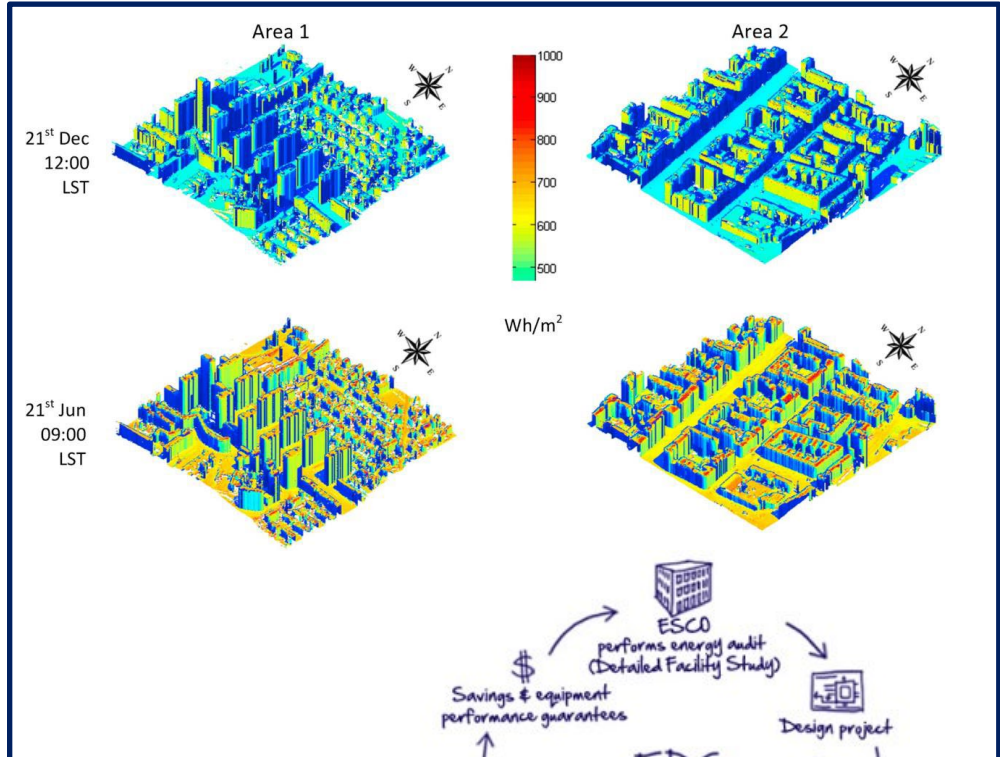 Area 1
Area 2
21st Dec
12:00
LST
1000
900
800
700
600
500
Wh/m²
21st Jun
09:00
LST
W
N
S
E
W
N
S
E
W
N
S
E
W
N
S
E
ESCO
performs energy audit
(Detailed Facility Study)
$
Savings & equipment
performance guarantees
Design project